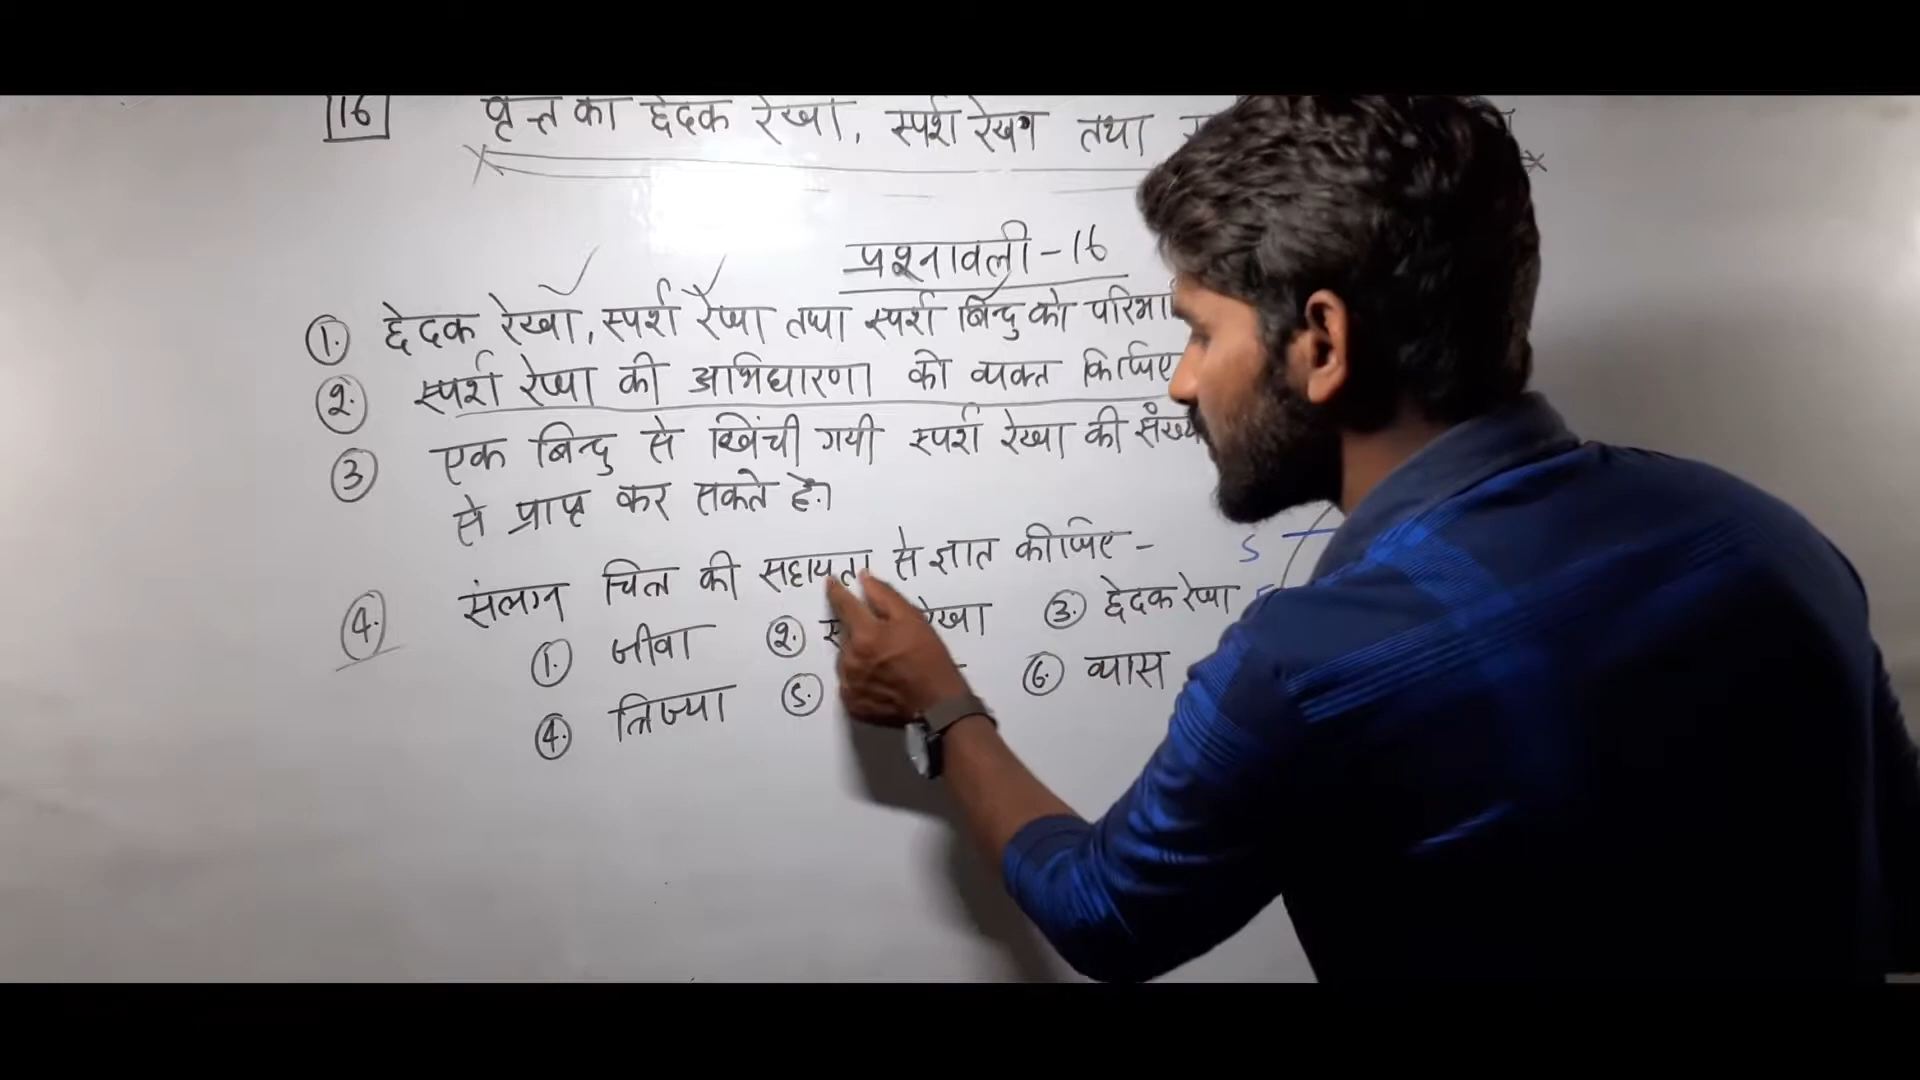 16 वृत्त का छेदक रेखा, स्पर्श रेखा तथा
प्रश्नावली-16
1. छेदक रेखा, स्पर्श रेखा तथा स्पर्श बिन्दु को
2. स्पर्श रेखा की अभिधारणा को व्यक्त किजिए
3 एक बिन्दु से खिंची गयी स्पर्श रेखा की
से प्राप्त कर सकते है?
4. संलग्न चित्र की सहायता से ज्ञात कीजिए -
1. जीवा 2. रेखा 3. छेदक रेखा
4. त्रिज्या 5. 6. व्यास
S